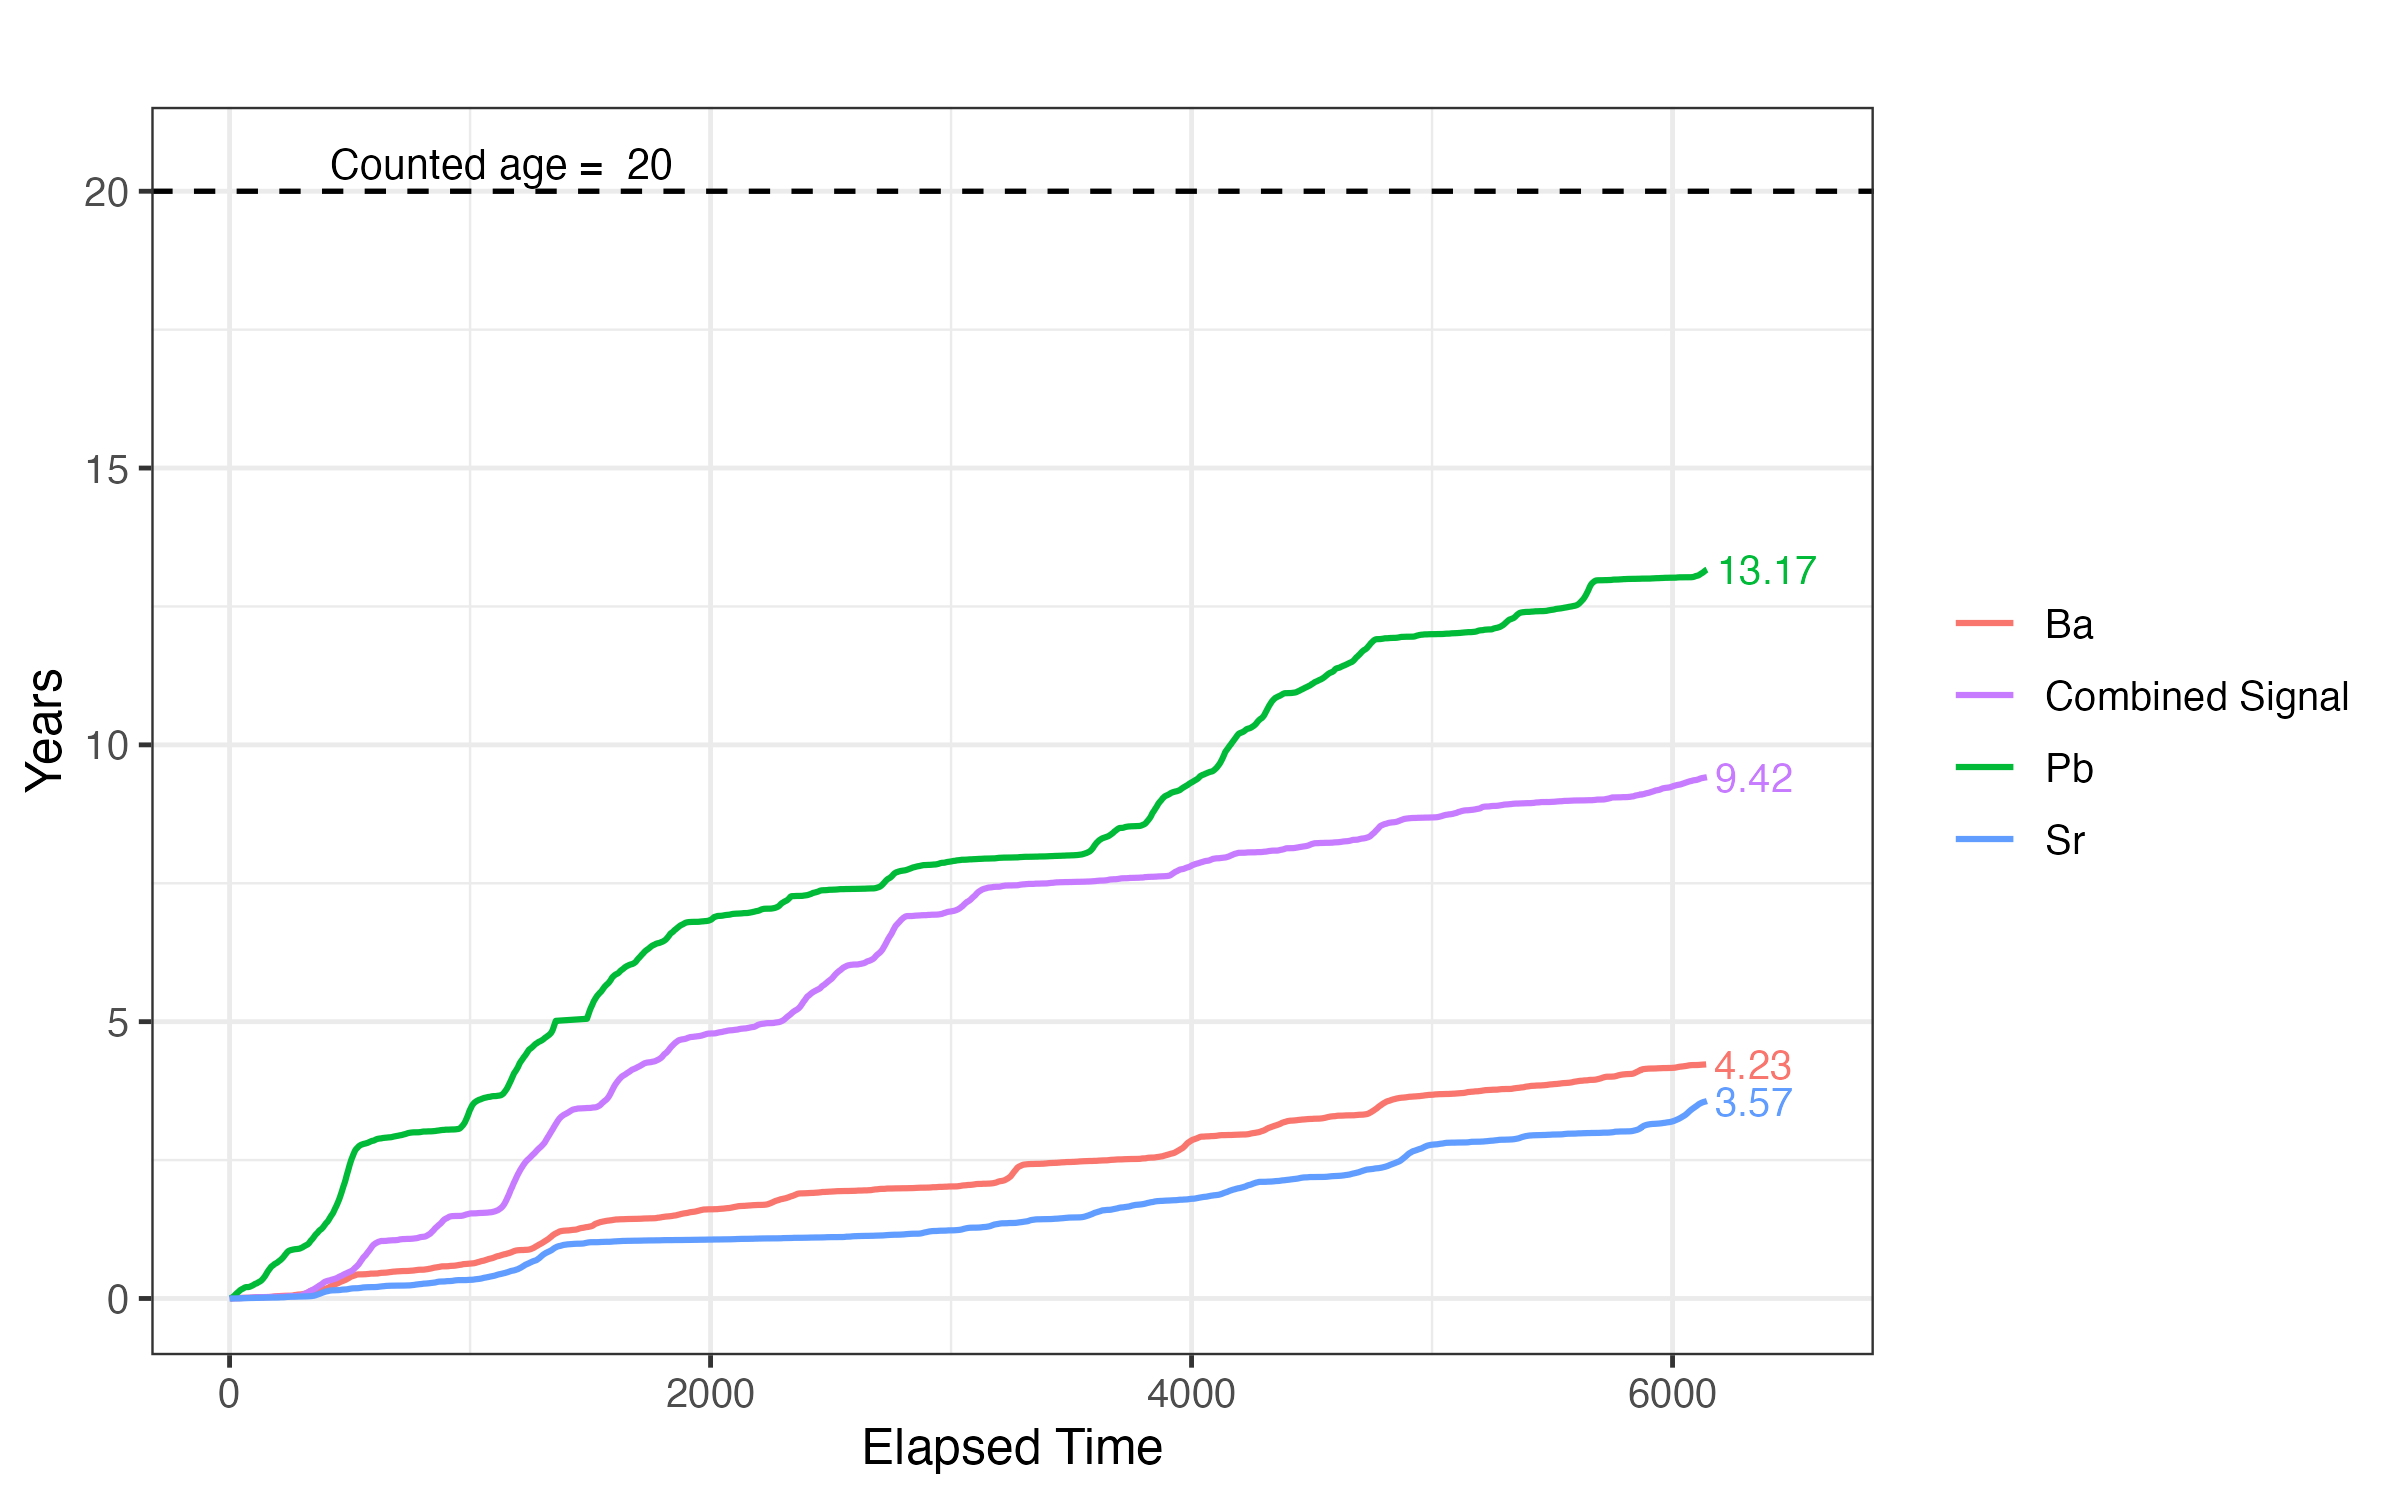 Counted age =  20
20
15
10
5
0
Years
0 2000 4000 6000
Elapsed Time
13.17
9.42
4.23
3.57
Ba
Combined Signal
Pb
Sr